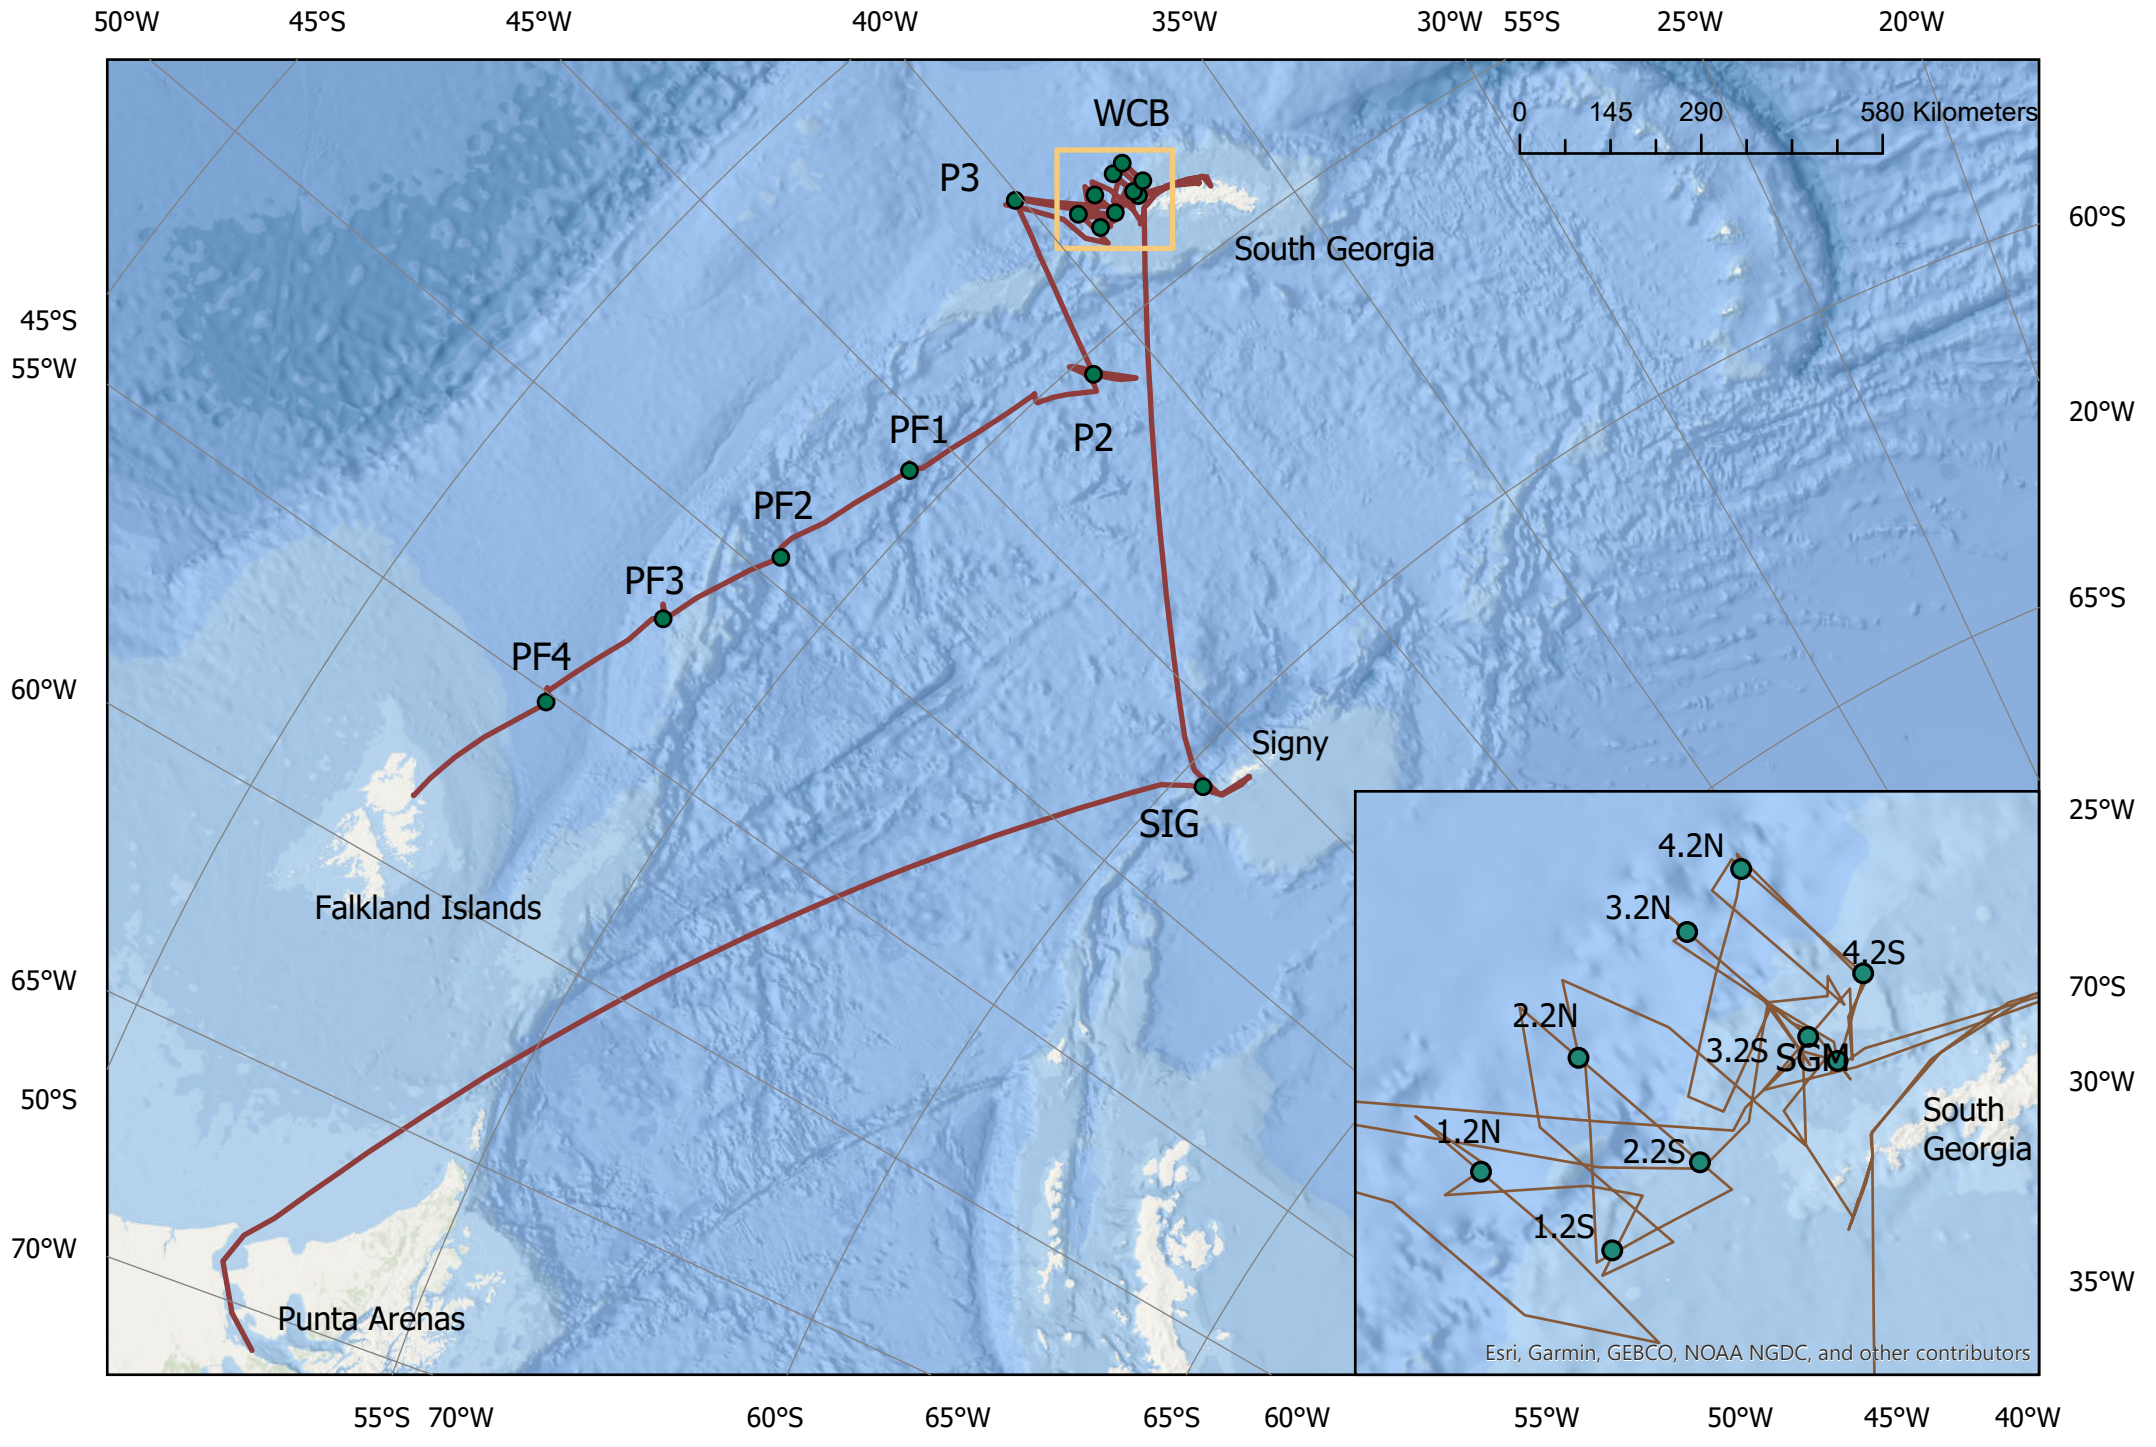 50°W 45°S 45°W 40°W 35°W 30°W 55°S 25°W 20°W
WCB
0 145 290 580 Kilometers
P3
60°S
South Georgia
45°S
55°W
20°W
PF1
P2
PF2
PF3
65°S
PF4
60°W
Signy
SIG
25°W
4.2N
3.2N
Falkland Islands
4.2S
65°W
70°S
2.2N
3.2S SGM
30°W
50°S
South
Georgia
1.2N
2.2S
1.2S
70°W
35°W
Punta Arenas
Esri, Garmin, GEBCO, NOAA NGDC, and other contributors
55°S 70°W 60°S 65°W 65°S 60°W 55°W 50°W 45°W 40°W